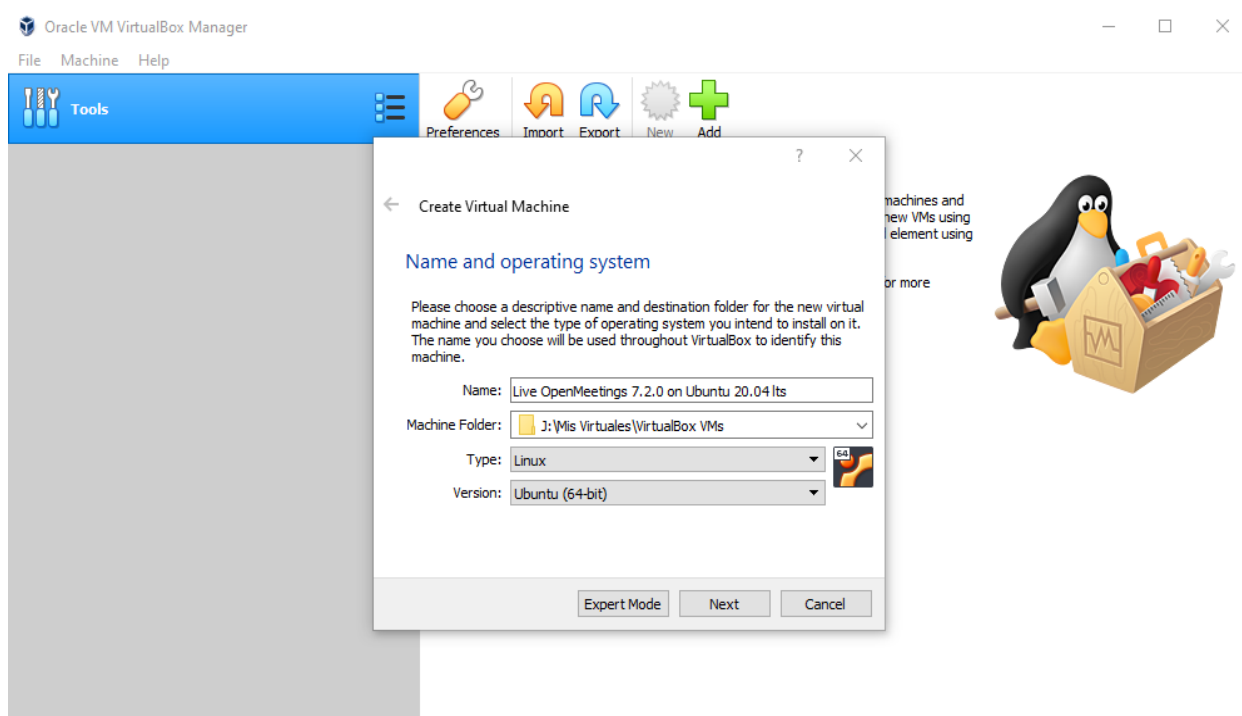 Oracle VM VirtualBox Manager
File Machine Help
Tools
Preferences Import Export New Add
machines and
new VMs using
element using
or more
Create Virtual Machine
Name and operating system
Please choose a descriptive name and destination folder for the new virtual
machine and select the type of operating system you intend to install on it.
The name you choose will be used throughout VirtualBox to identify this
machine.
Name: Live OpenMeetings 7.2.0 on Ubuntu 20.04 lts
Machine Folder: J:\Mis Virtuales\VirtualBox VMs
Type: Linux
64
Version: Ubuntu (64-bit)
Expert Mode Next Cancel